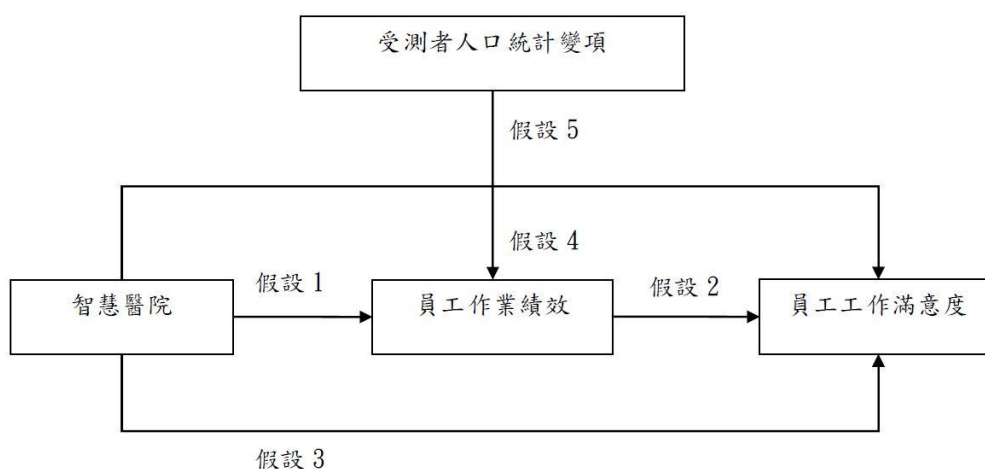 受測者人口統計變項
假設 5
假設 4
假設 1
假設 2
智慧醫院
員工作業績效
員工工作滿意度
假設 3